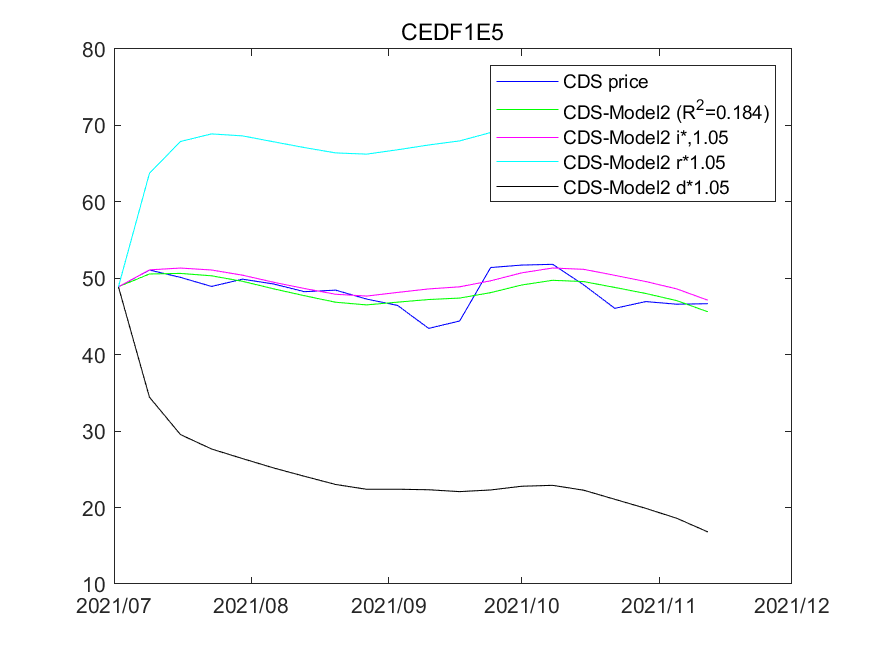 CEDF1E5
80
70
60
50
40
30
20
10
CDS price
CDS-Model2 (R²=0.184)
CDS-Model2 i*,1.05
CDS-Model2 r*1.05
CDS-Model2 d*1.05
2021/07 2021/08 2021/09 2021/10 2021/11 2021/12